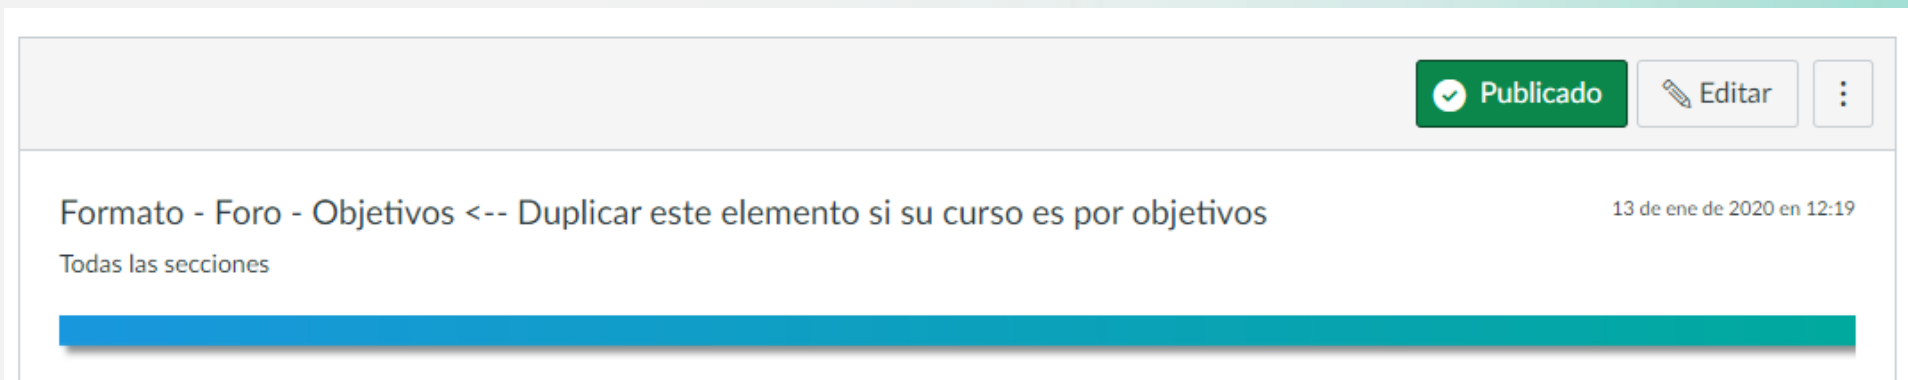 Publicado
Editar
Formato - Foro - Objetivos <-- Duplicar este elemento si su curso es por objetivos
13 de ene de 2020 en 12:19
Todas las secciones